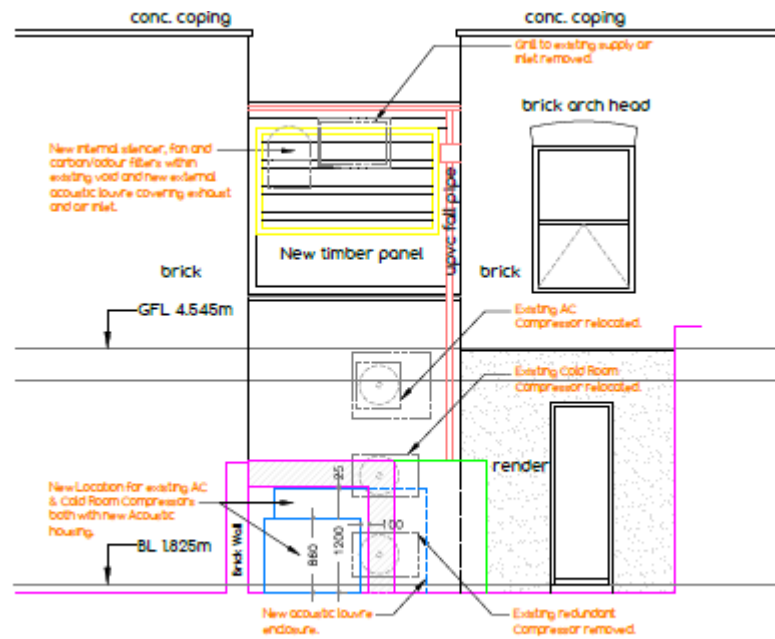 conc. coping
conc. coping
Grill to existing supply air
inlet removed.
brick arch head
New internal silencer, fan and
carbon/odour filters within
existing void and new external
acoustic louvre covering exhaust
and air inlet.
upvc fall pipe
New timber panel
brick
brick
GFL 4.545m
Existing AC
Compressor relocated.
Existing Cold Room
Compressor relocated.
render
25
New Location for existing AC
& Cold Room Compressors
both with new Acoustic
housing.
100
1200
860
Brick Wall
BL 1.825m
New acoustic louvre
enclosure.
Existing redundant
Compressor removed.